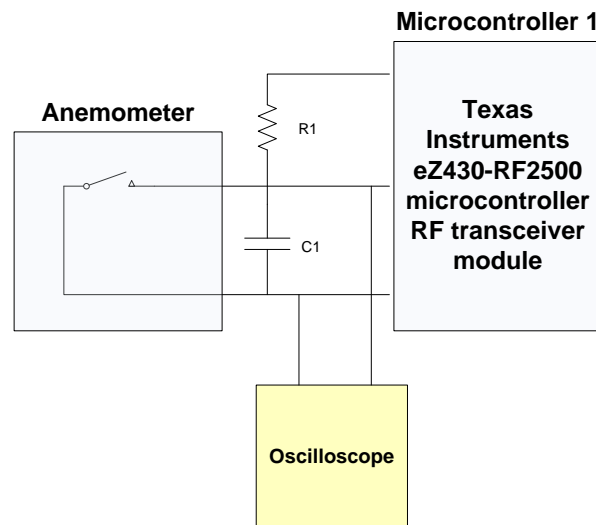 Microcontroller 1
Anemometer
R1
Texas
Instruments
eZ430-RF2500
microcontroller
RF transceiver
module
C1
Oscilloscope